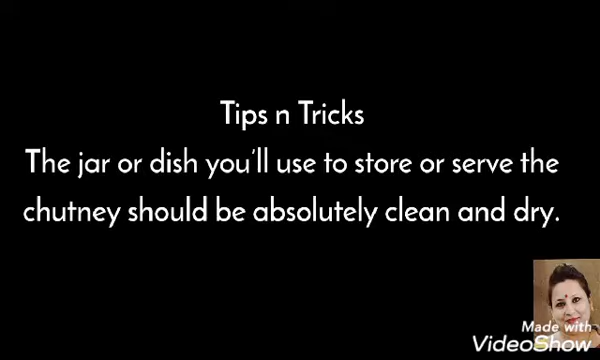 Tips n Tricks
The jar or dish you'll use to store or serve the
chutney should be absolutely clean and dry.
Made with
VideoShow